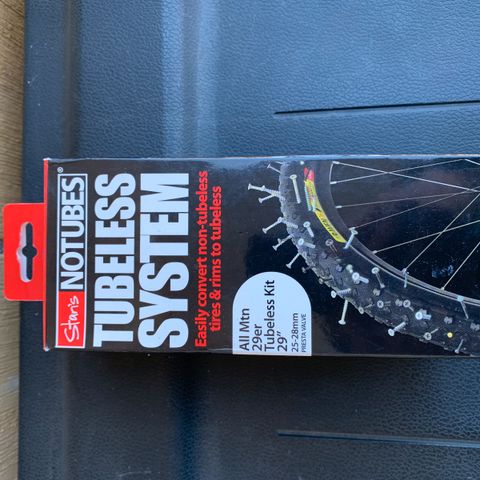 Stan's
NOTUBES®
TUBELESS
SYSTEM
Easily convert non-tubeless
tires & rims to tubeless
All Mtn
29er
Tubeless Kit
29"
25-28mm
PRESTA VALVE